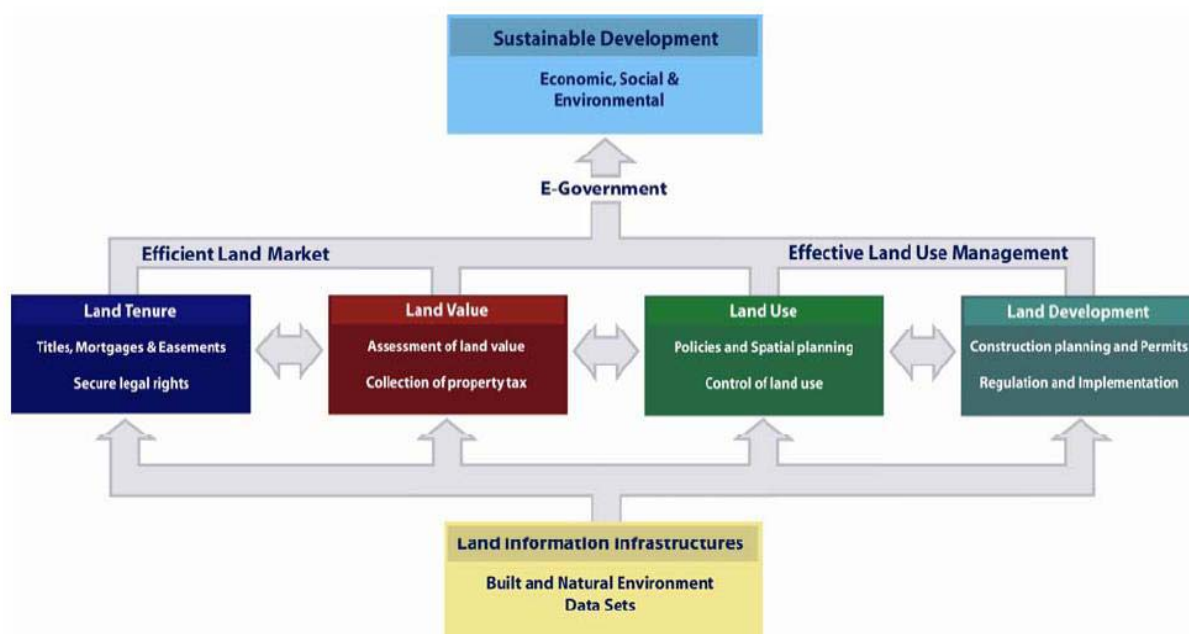 Sustainable Development
Economic, Social &
Environmental
E-Government
Efficient Land Market
Effective Land Use Management
Land Tenure
Titles, Mortgages & Easements
Secure legal rights
Land Value
Assessment of land value
Collection of property tax
Land Use
Policies and Spatial planning
Control of land use
Land Development
Construction planning and Permits
Regulation and Implementation
Land Information Infrastructures
Built and Natural Environment
Data Sets